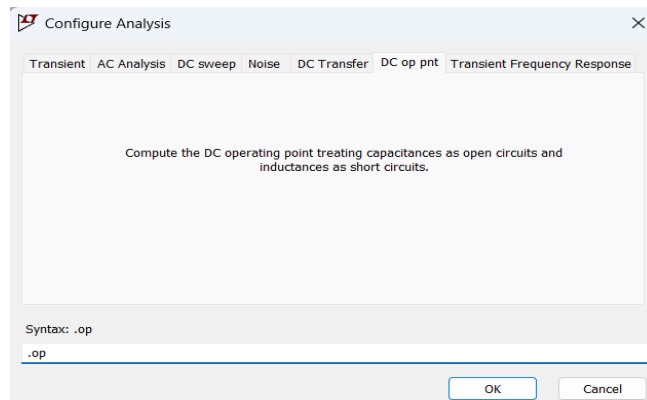 Configure Analysis
Transient AC Analysis DC sweep Noise DC Transfer DC op pnt Transient Frequency Response
Compute the DC operating point treating capacitances as open circuits and
inductances as short circuits.
Syntax: .op
.op
OK Cancel